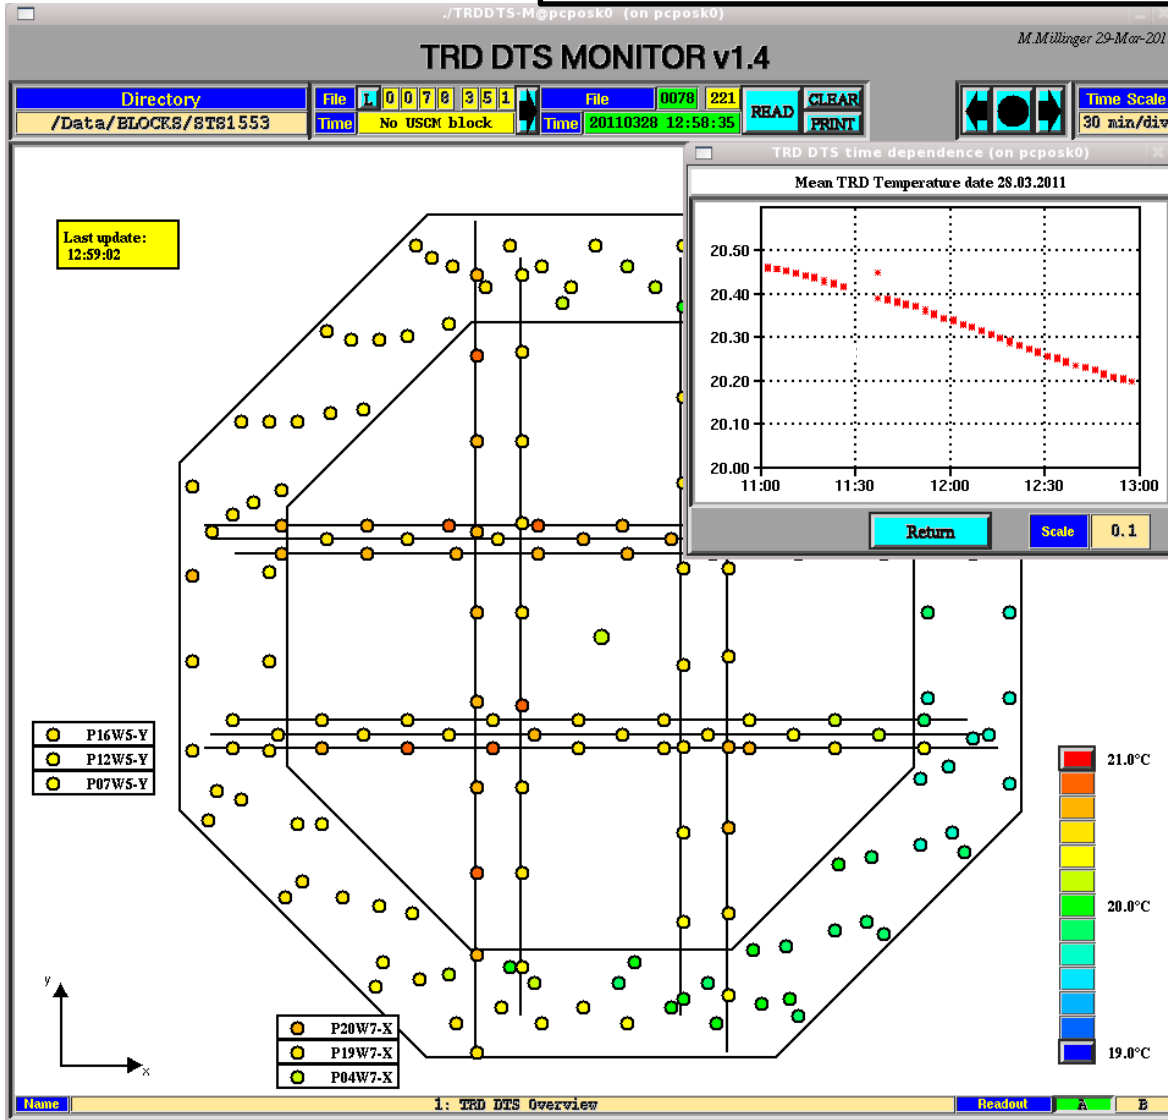 ./TRDDTS-M@pcposk0 (on pcposk0)
TRD DTS MONITOR v1.4
M.Millinger 29-Mar-201
Directory
/Data/BLOCKS/STS1553
File L 0 0 7 8 3 5 1
Time No USCM block
File 0078 221
Time 20110328 12:58:35
READ
CLEAR
PRINT
Time Scale
30 min/div
TRD DTS time dependence (on pcposk0)
Mean TRD Temperature date 28.03.2011
20.50
20.40
20.30
20.20
20.10
20.00
11:00 11:30 12:00 12:30 13:00
Return
Scale 0.1
Last update:
12:59:02
P16W5-Y
P12W5-Y
P07W5-Y
21.0°C
20.0°C
19.0°C
y
x
P20W7-X
P19W7-X
P04W7-X
Name 1: TRD DTS Overview Readout A B